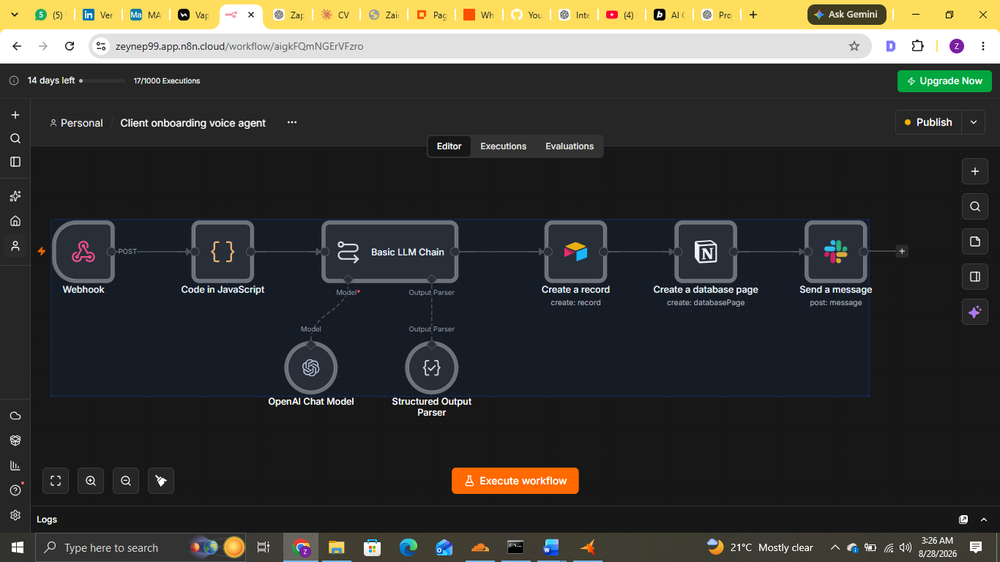 5
(5)
Ver
Ma
MA
Vap
Zap
CV
Zair
Pag
Wh
You
Inte
(4)
AI
Pro
Ask Gemini
zeynep99.app.n8n.cloud/workflow/aigkFQmNGErVFzro
Z
14 days left
17/1000 Executions
Upgrade Now
Personal / Client onboarding voice agent
Publish
Editor
Executions
Evaluations
POST
Basic LLM Chain
Webhook
Code in JavaScript
Model*
Output Parser
Create a record
create: record
Create a database page
create: databasePage
Send a message
post: message
Model
Output Parser
OpenAI Chat Model
Structured Output
Parser
Execute workflow
Logs
Type here to search
21°C Mostly clear
3:26 AM
8/28/2026